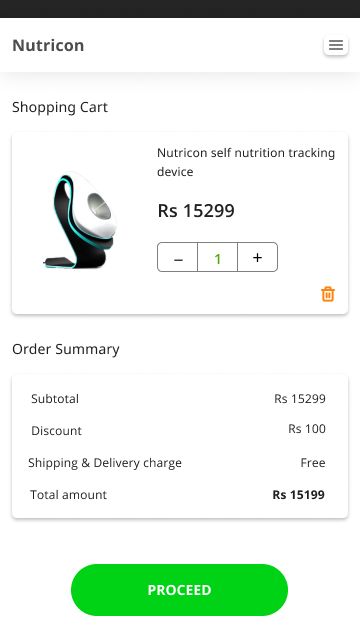 Nutricon
Shopping Cart
Nutricon self nutrition tracking
device
Rs 15299
– 1 +
Order Summary
Subtotal Rs 15299
Discount Rs 100
Shipping & Delivery charge Free
Total amount Rs 15199
PROCEED